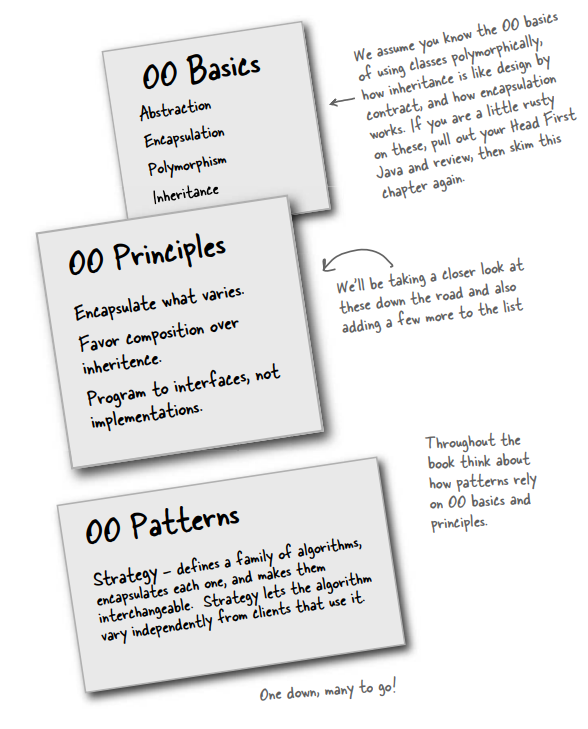 OO Basics
Abstraction
Encapsulation
Polymorphism
Inheritance
We assume you know the OO basics
of using classes polymorphically,
how inheritance is like design by
contract, and how encapsulation
works. If you are a little rusty
on these, pull out your Head First
Java and review, then skim this
chapter again.
OO Principles
Encapsulate what varies.
Favor composition over
inheritence.
Program to interfaces, not
implementations.
We'll be taking a closer look at
these down the road and also
adding a few more to the list
Throughout the
book think about
how patterns rely
on OO basics and
principles.
OO Patterns
Strategy – defines a family of algorithms,
encapsulates each one, and makes them
interchangeable. Strategy lets the algorithm
vary independently from clients that use it.
One down, many to go!